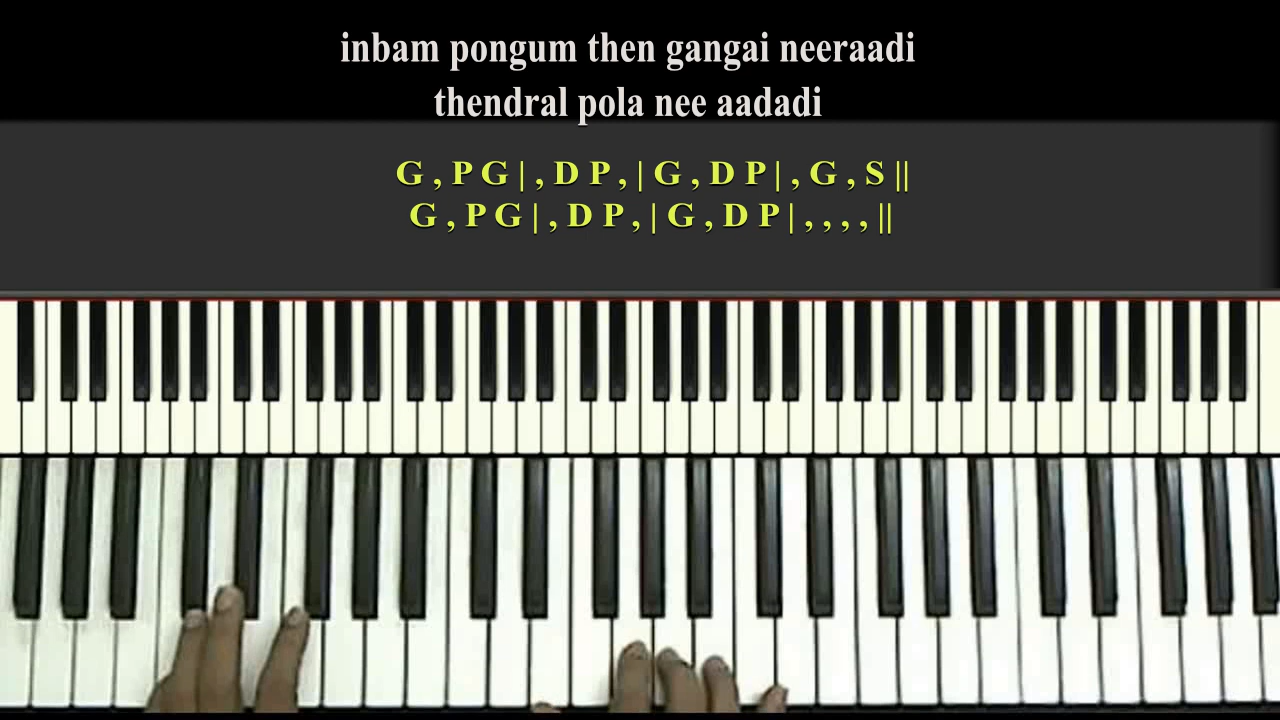 inbam pongum then gangai neeraadi
thendral pola nee aadadi
G , P G | , D P , | G , D P | , G , S ||
G , P G | , D P , | G , D P | , , , , ||